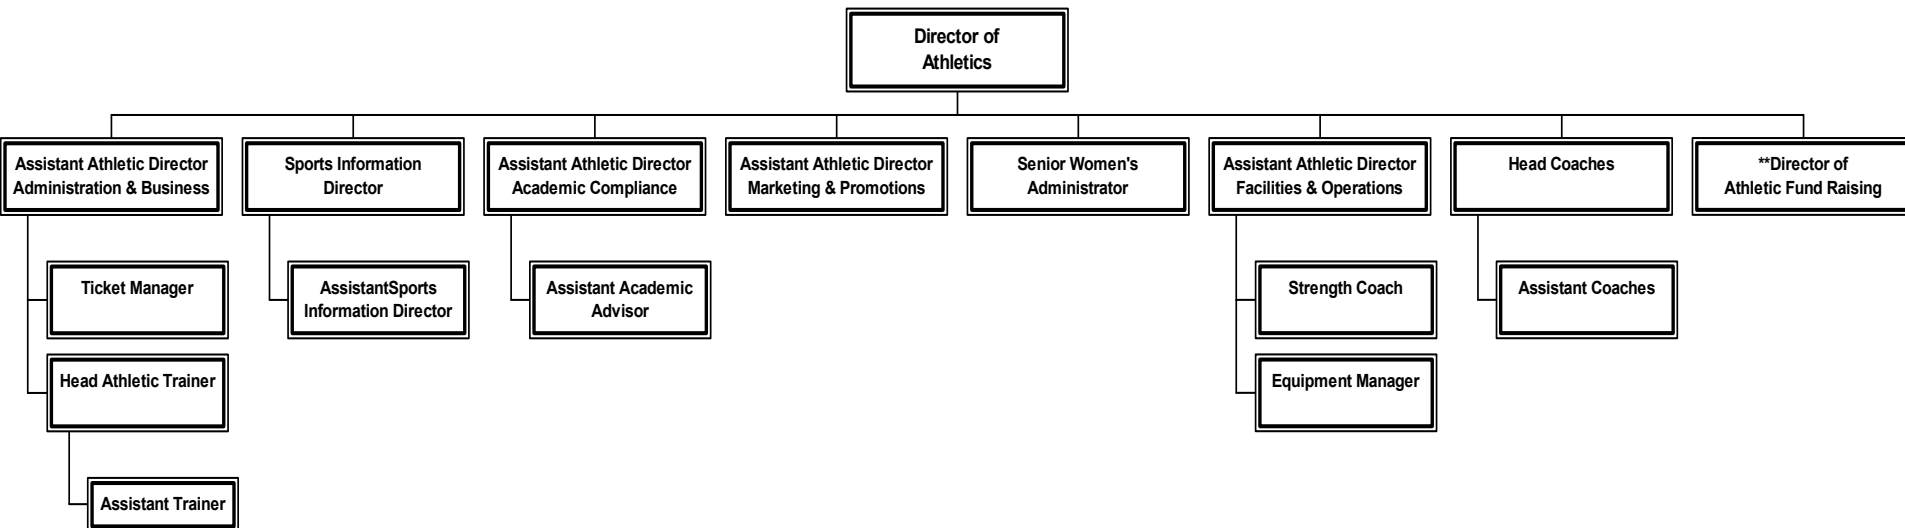 Director of
Athletics
Assistant Athletic Director
Administration & Business
Sports Information
Director
Assistant Athletic Director
Academic Compliance
Assistant Athletic Director
Marketing & Promotions
Senior Women's
Administrator
Assistant Athletic Director
Facilities & Operations
Head Coaches
**Director of
Athletic Fund Raising
Ticket Manager
AssistantSports
Information Director
Assistant Academic
Advisor
Strength Coach
Assistant Coaches
Head Athletic Trainer
Equipment Manager
Assistant Trainer